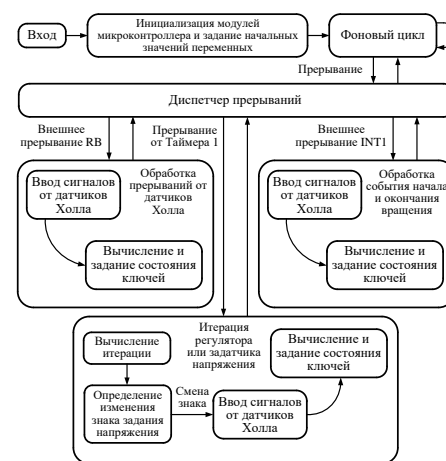 Вход
Инициализация модулей
микроконтроллера и задание начальных
значений переменных
Фоновый цикл
Прерывание
Диспетчер прерываний
Внешнее
прерывание RB
Прерывание
от Таймера 1
Внешнее
прерывание INT1
Ввод сигналов
от датчиков
Холла
Обработка
прерываний от
датчиков
Холла
Вычисление и
задание состояния
ключей
Ввод сигналов
от датчиков
Холла
Обработка
события начала
и окончания
вращения
Вычисление и
задание состояния
ключей
Итерация
регулятора
или задатчика
напряжения
Вычисление
итерации
Определение
изменения
знака задания
напряжения
Смена
знака
Ввод сигналов
от датчиков
Холла
Вычисление и
задание состояния
ключей